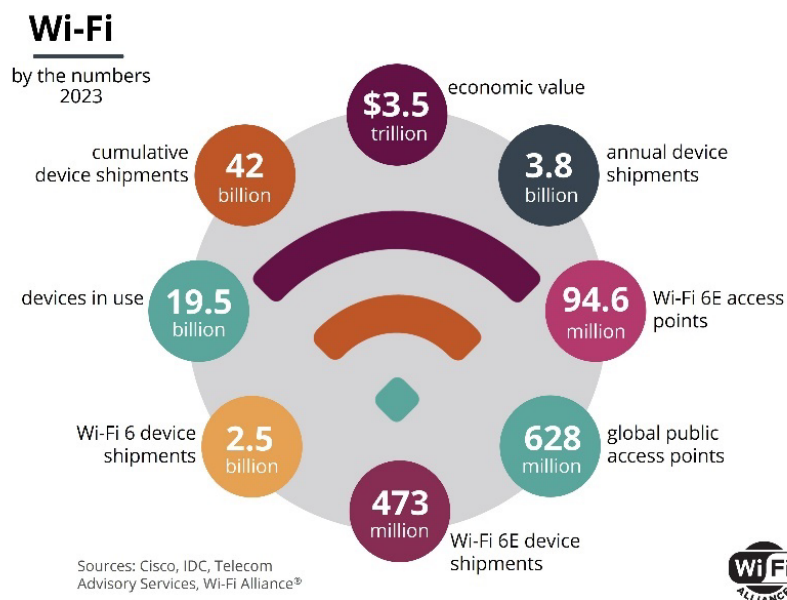 Wi-Fi
by the numbers
2023
$3.5
trillion
economic value
3.8
billion
annual device
shipments
94.6
million
Wi-Fi 6E access
points
628
million
global public
access points
473
million
Wi-Fi 6E device
shipments
2.5
billion
Wi-Fi 6 device
shipments
19.5
billion
devices in use
42
billion
cumulative
device shipments
Sources: Cisco, IDC, Telecom
Advisory Services, Wi-Fi Alliance®
Wi Fi
ALLIANCE